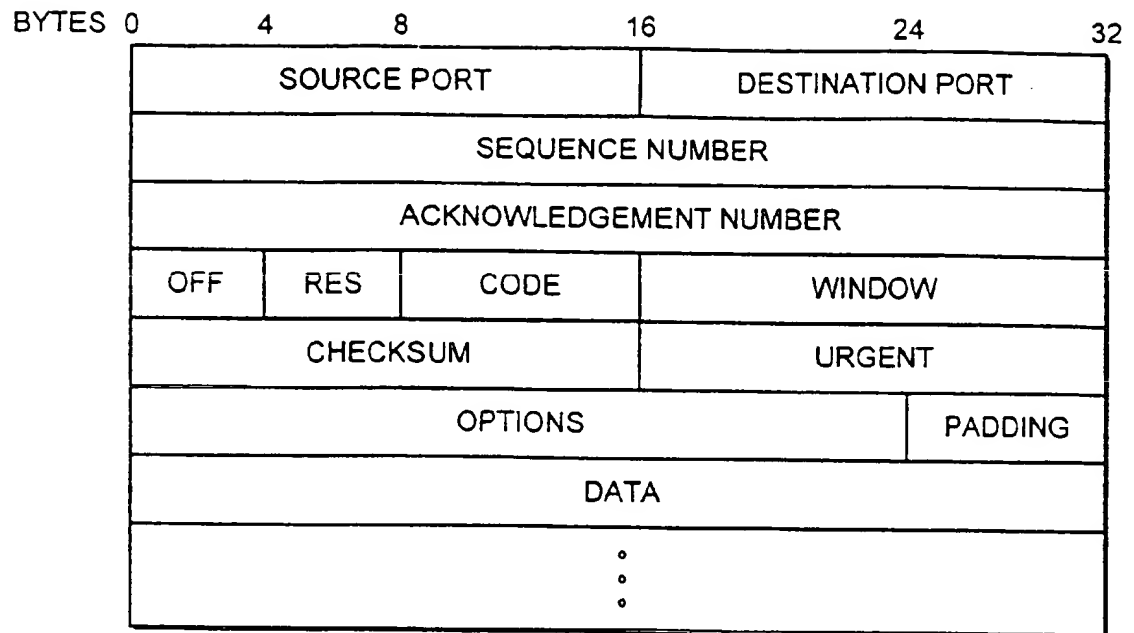 BYTES 0 4 8 16 24 32
SOURCE PORT DESTINATION PORT
SEQUENCE NUMBER
ACKNOWLEDGEMENT NUMBER
OFF RES CODE WINDOW
CHECKSUM URGENT
OPTIONS PADDING
DATA